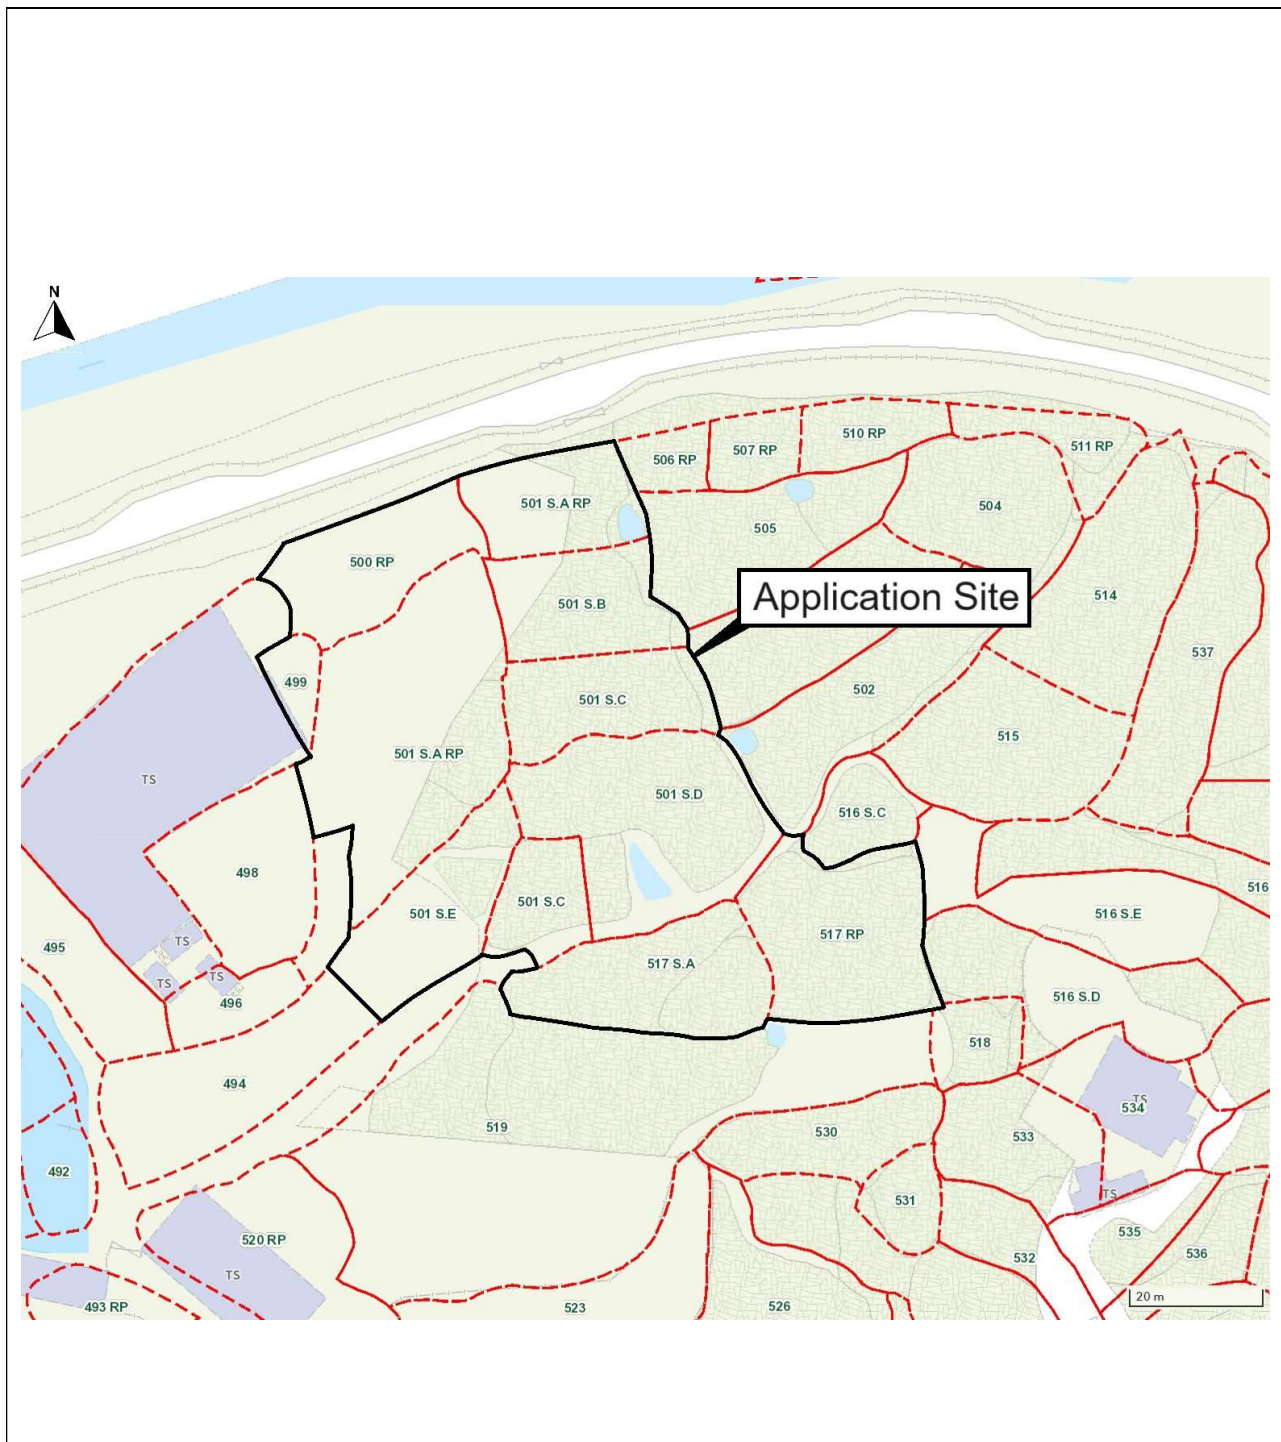 N
511 RP
510 RP
507 RP
506 RP
501 S.A RP
504
505
500 RP
Application Site
514
501 S.B
537
499
502
501 S.C
515
501 S.A RP
TS
501 S.D
516 S.C
498
516
501 S.C
501 S.E
516 S.E
517 RP
TS
495
517 S.A
TS
TS
516 S.D
496
518
494
TS
534
519
530
533
492
TS
531
535
520 RP
536
532
TS
20 m
493 RP
523
526